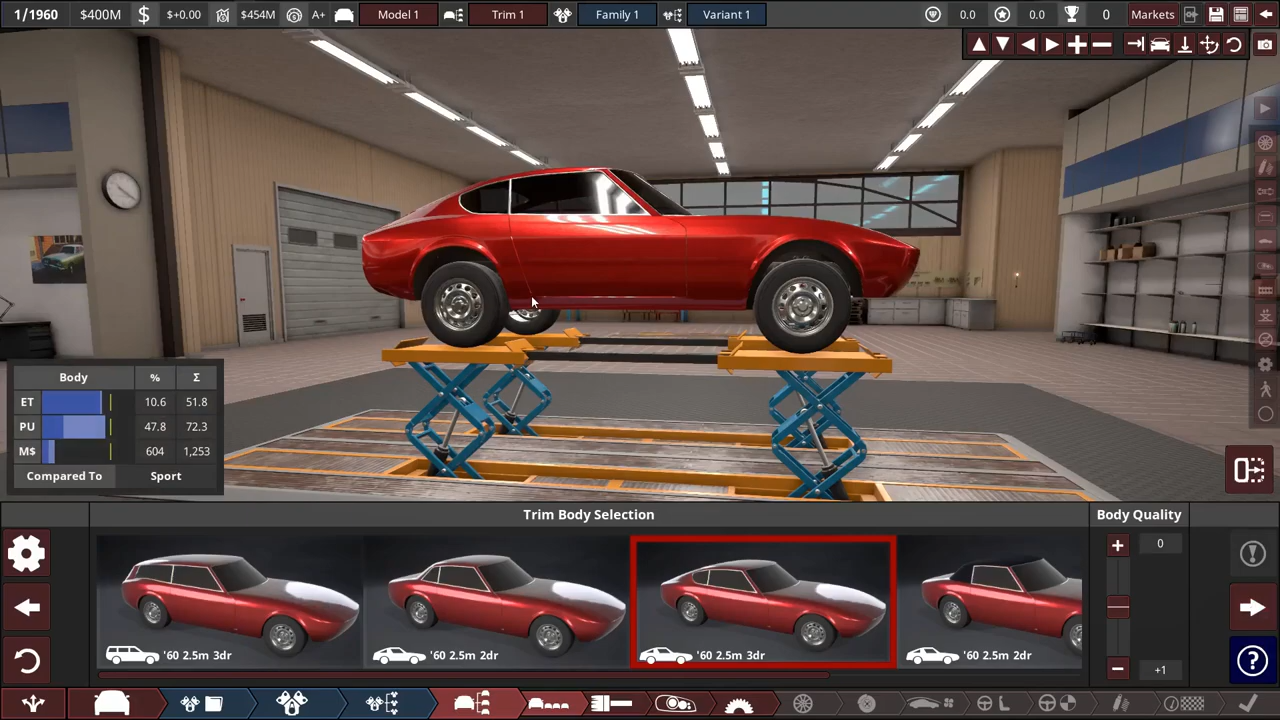 1/1960 $400M $+0.00 $454M A+ Model 1 Trim 1 Family 1 Variant 1 0.0 0.0 0 Markets
Body % Σ
ET 10.6 51.8
PU 47.8 72.3
M$ 604 1,253
Compared To Sport
Trim Body Selection
Body Quality
+ 0
'60 2.5m 3dr
'60 2.5m 2dr
'60 2.5m 3dr
'60 2.5m 2dr
− +1